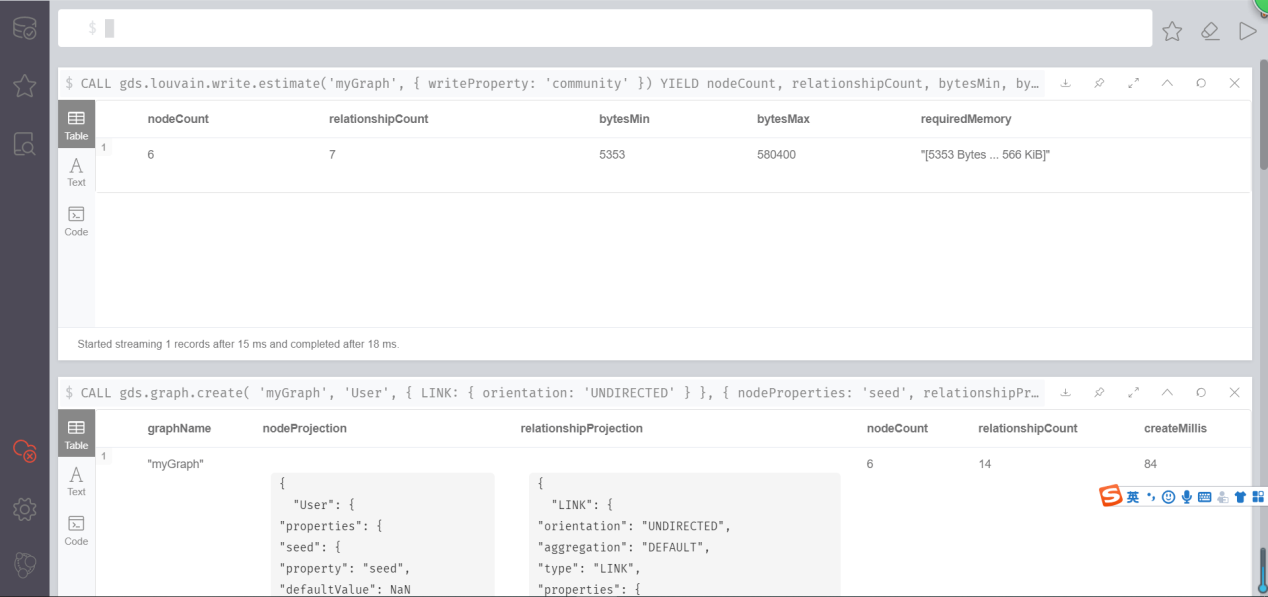 $
$ CALL gds.louvain.write.estimate('myGraph', { writeProperty: 'community' }) YIELD nodeCount, relationshipCount, bytesMin, by…
Table
Text
Code
nodeCount relationshipCount bytesMin bytesMax requiredMemory
1
6 7 5353 580400 "[5353 Bytes ... 566 KiB]"
Started streaming 1 records after 15 ms and completed after 18 ms.
$ CALL gds.graph.create( 'myGraph', 'User', { LINK: { orientation: 'UNDIRECTED' } }, { nodeProperties: 'seed', relationshipPr…
Table
Text
Code
graphName nodeProjection relationshipProjection nodeCount relationshipCount createMillis
1
"myGraph" 6 14 84
{
"User": {
"properties": {
"seed": {
"property": "seed",
"defaultValue": NaN
{
"LINK": {
"orientation": "UNDIRECTED",
"aggregation": "DEFAULT",
"type": "LINK",
"properties": {
英